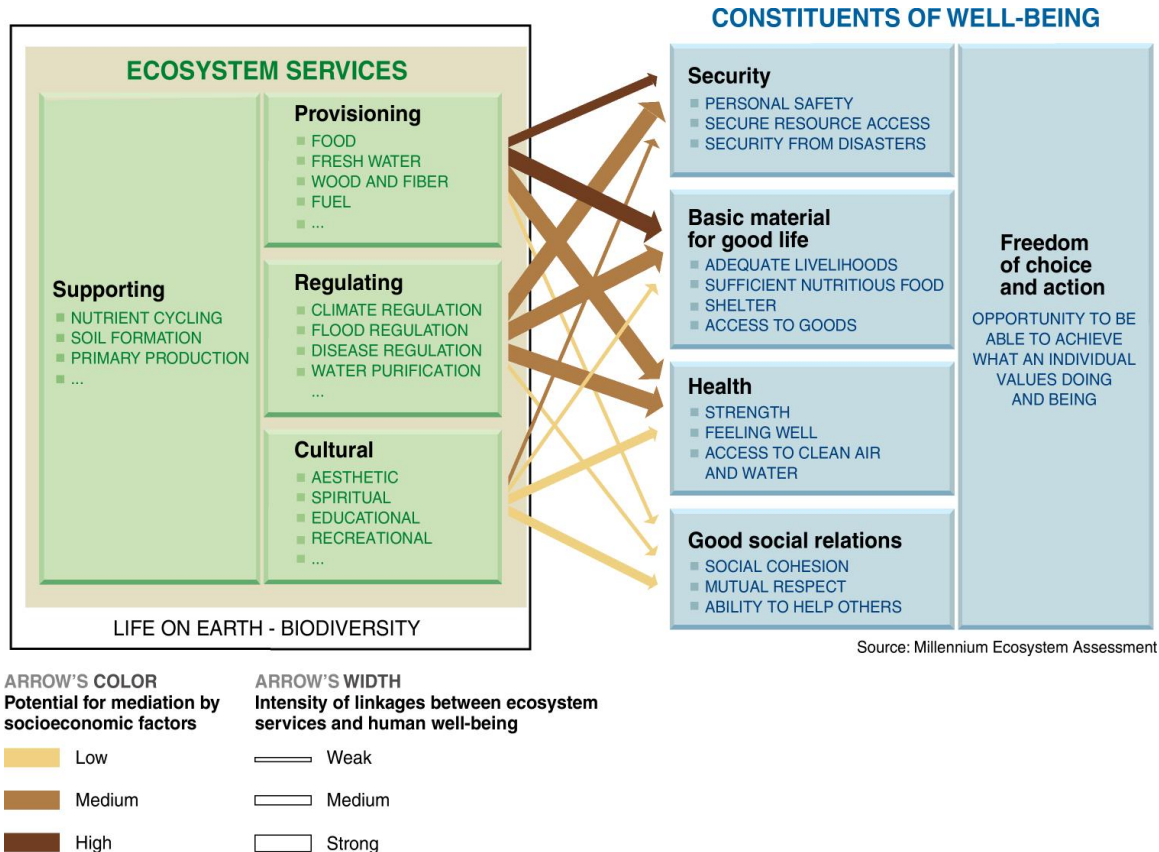 CONSTITUENTS OF WELL-BEING
ECOSYSTEM SERVICES
Supporting
NUTRIENT CYCLING
SOIL FORMATION
PRIMARY PRODUCTION
...
Provisioning
FOOD
FRESH WATER
WOOD AND FIBER
FUEL
...
Regulating
CLIMATE REGULATION
FLOOD REGULATION
DISEASE REGULATION
WATER PURIFICATION
...
Cultural
AESTHETIC
SPIRITUAL
EDUCATIONAL
RECREATIONAL
...
LIFE ON EARTH - BIODIVERSITY
Security
PERSONAL SAFETY
SECURE RESOURCE ACCESS
SECURITY FROM DISASTERS
Basic material
for good life
ADEQUATE LIVELIHOODS
SUFFICIENT NUTRITIOUS FOOD
SHELTER
ACCESS TO GOODS
Health
STRENGTH
FEELING WELL
ACCESS TO CLEAN AIR
AND WATER
Good social relations
SOCIAL COHESION
MUTUAL RESPECT
ABILITY TO HELP OTHERS
Freedom
of choice
and action
OPPORTUNITY TO BE
ABLE TO ACHIEVE
WHAT AN INDIVIDUAL
VALUES DOING
AND BEING
Source: Millennium Ecosystem Assessment
ARROW'S COLOR
Potential for mediation by
socioeconomic factors
Low
Medium
High
ARROW'S WIDTH
Intensity of linkages between ecosystem
services and human well-being
Weak
Medium
Strong